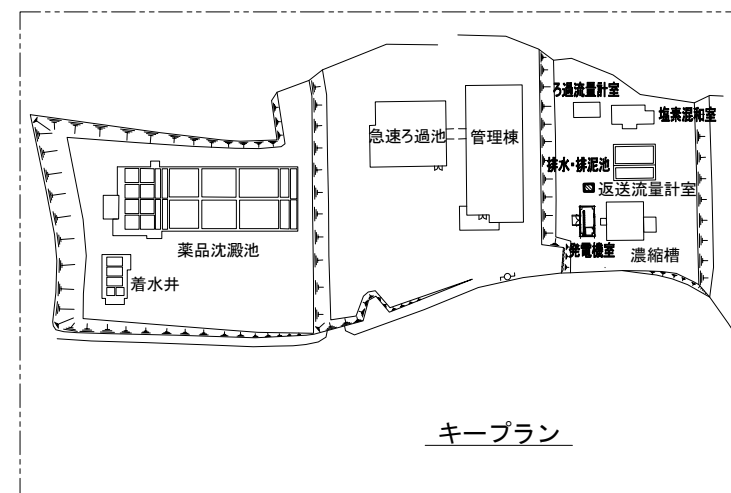 ろ過流量計室
塩素混和室
急速ろ過池
管理棟
排水・排泥池
返送流量計室
薬品沈澱池
発電機室
濃縮槽
着水井
キープラン